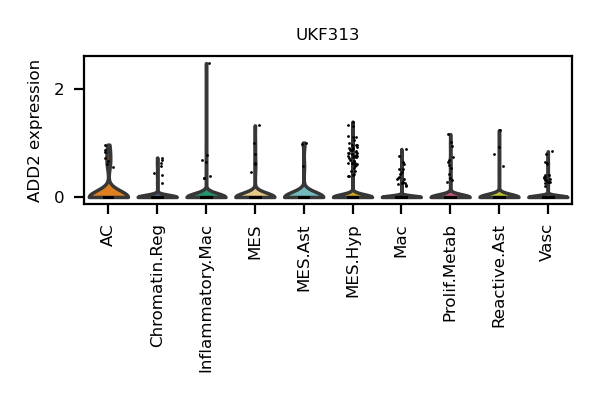 UKF313
ADD2 expression
2
0
AC
Chromatin.Reg
Inflammatory.Mac
MES
MES.Ast
MES.Hyp
Mac
Prolif.Metab
Reactive.Ast
Vasc